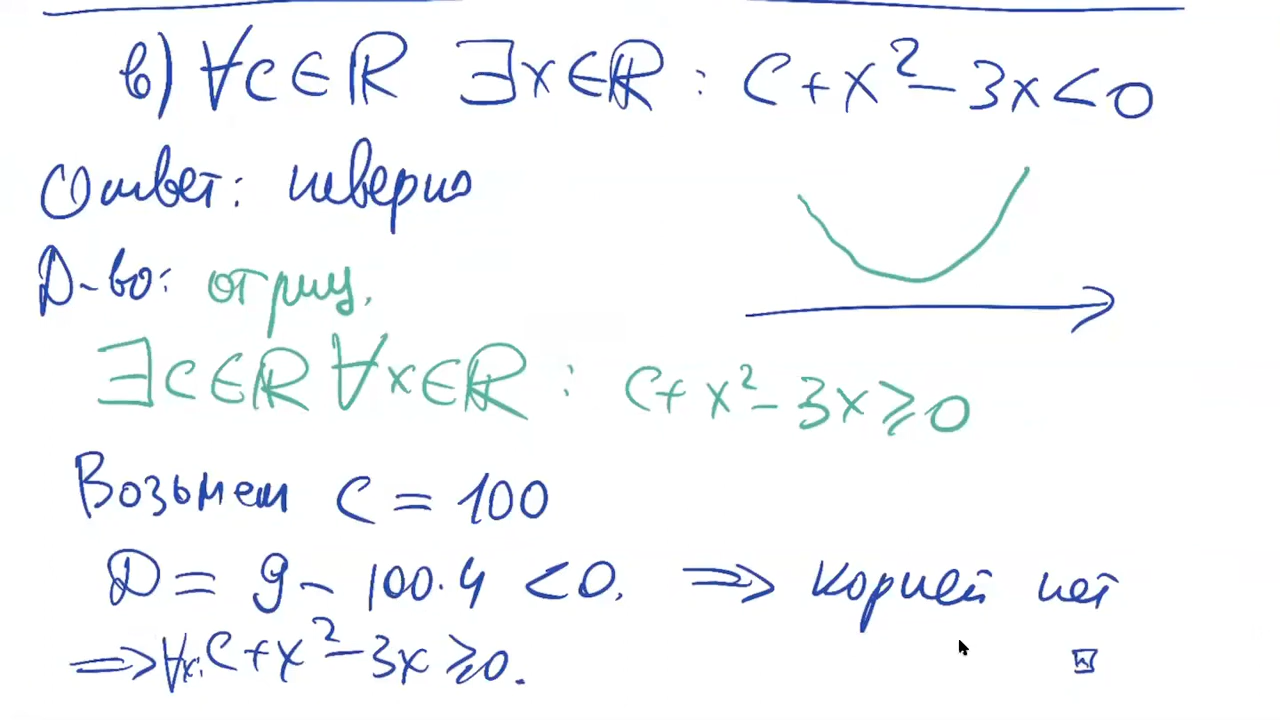 в) ∀c∈ℝ ∃x∈ℝ : c+x²-3x<0
Ответ: неверно
Д-во: отриц.
∃c∈ℝ ∀x∈ℝ : c+x²-3x⩾0
Возьмем c = 100
D = 9 - 100·4 <0. ⇒ корней нет
⇒∀x: c+x²-3x ⩾0.